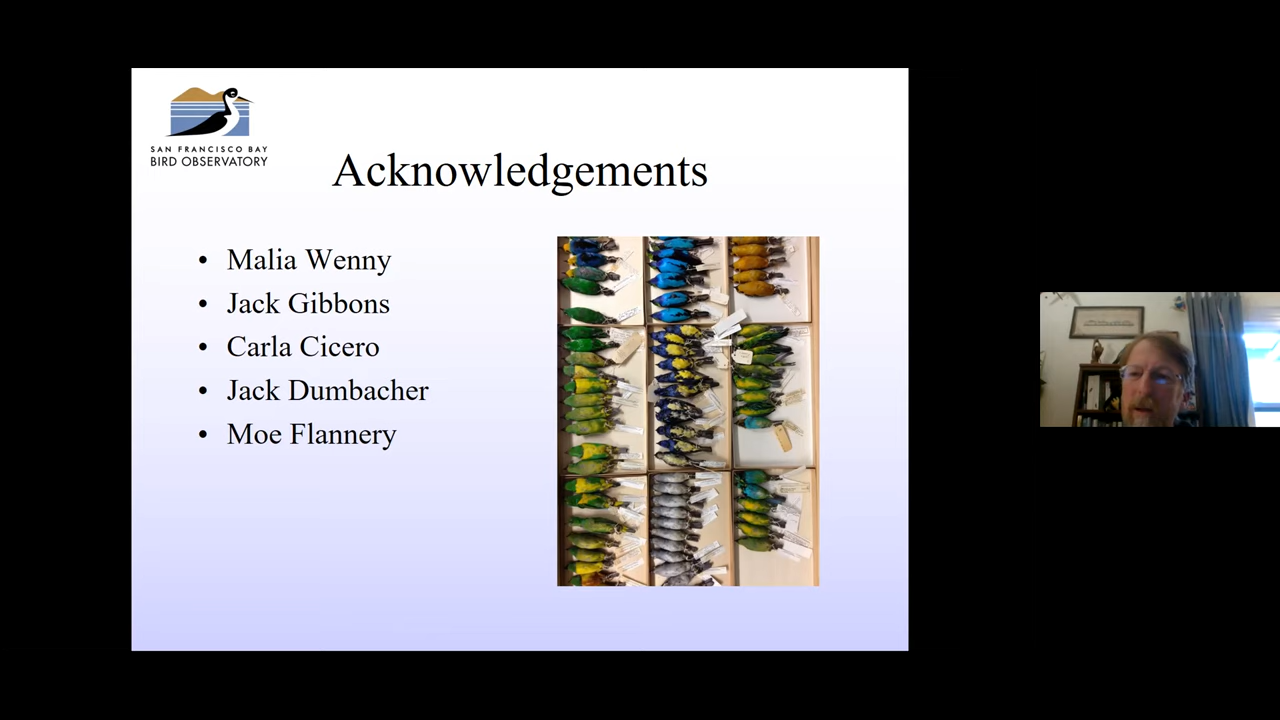 SAN FRANCISCO BAY
BIRD OBSERVATORY
Acknowledgements
• Malia Wenny
• Jack Gibbons
• Carla Cicero
• Jack Dumbacher
• Moe Flannery